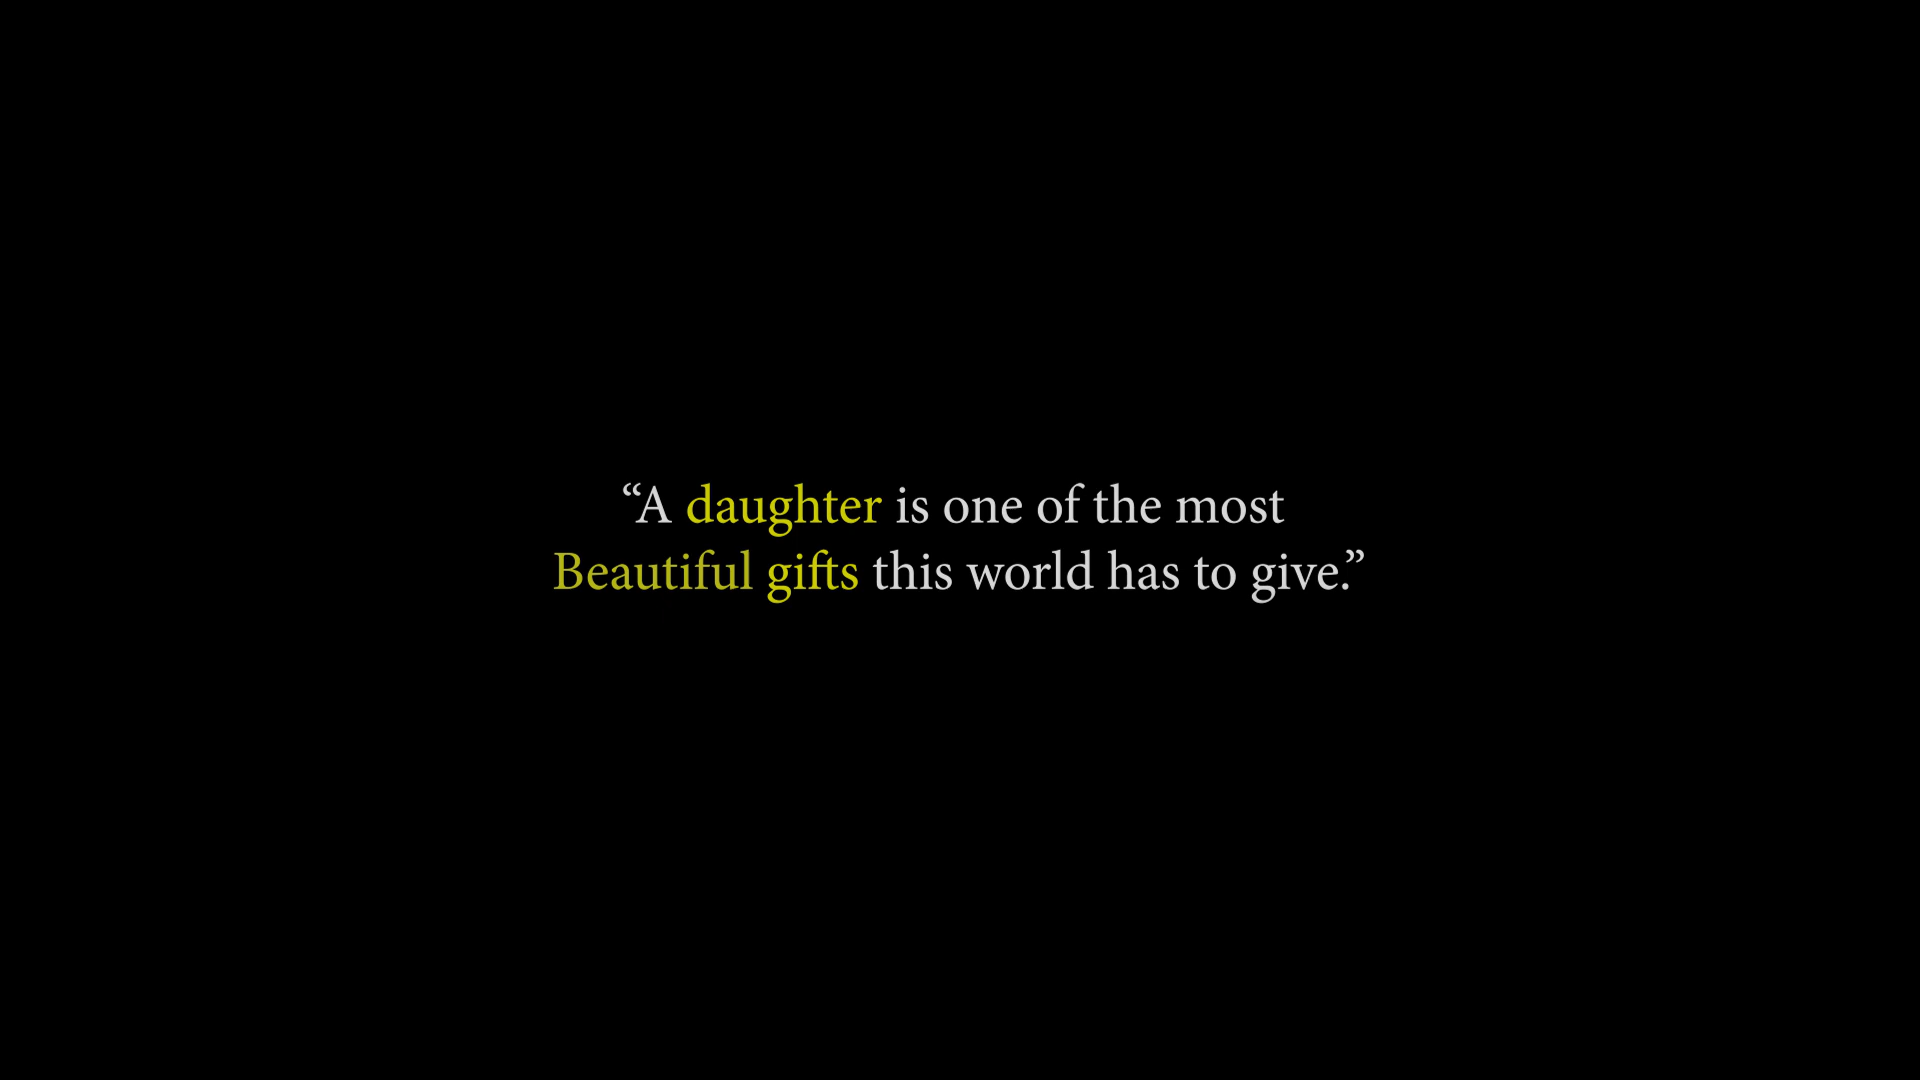 “A daughter is one of the most
Beautiful gifts this world has to give.”